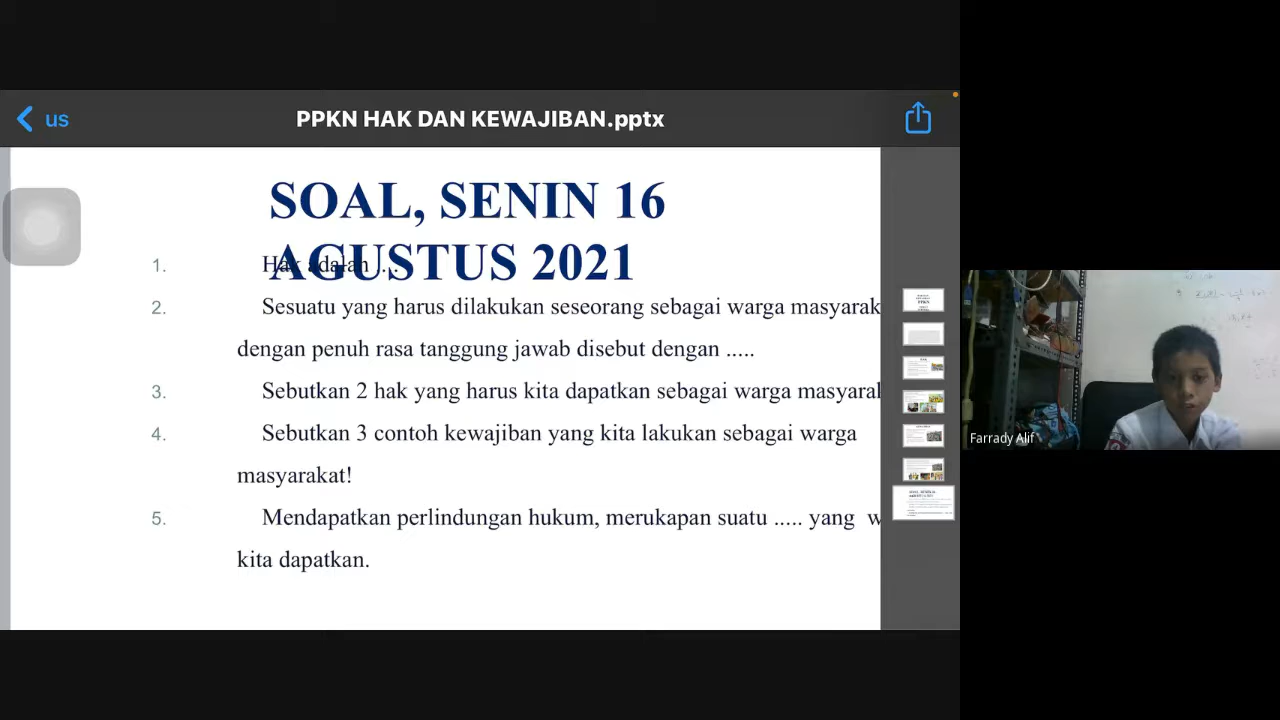 us
PPKN HAK DAN KEWAJIBAN.pptx
SOAL, SENIN 16
AGUSTUS 2021
1. Hak adalah ...
2. Sesuatu yang harus dilakukan seseorang sebagai warga masyarak
dengan penuh rasa tanggung jawab disebut dengan .....
3. Sebutkan 2 hak yang harus kita dapatkan sebagai warga masyaral
4. Sebutkan 3 contoh kewajiban yang kita lakukan sebagai warga
masyarakat!
5. Mendapatkan perlindungan hukum, merukapan suatu ..... yang w
kita dapatkan.
Farrady Alif